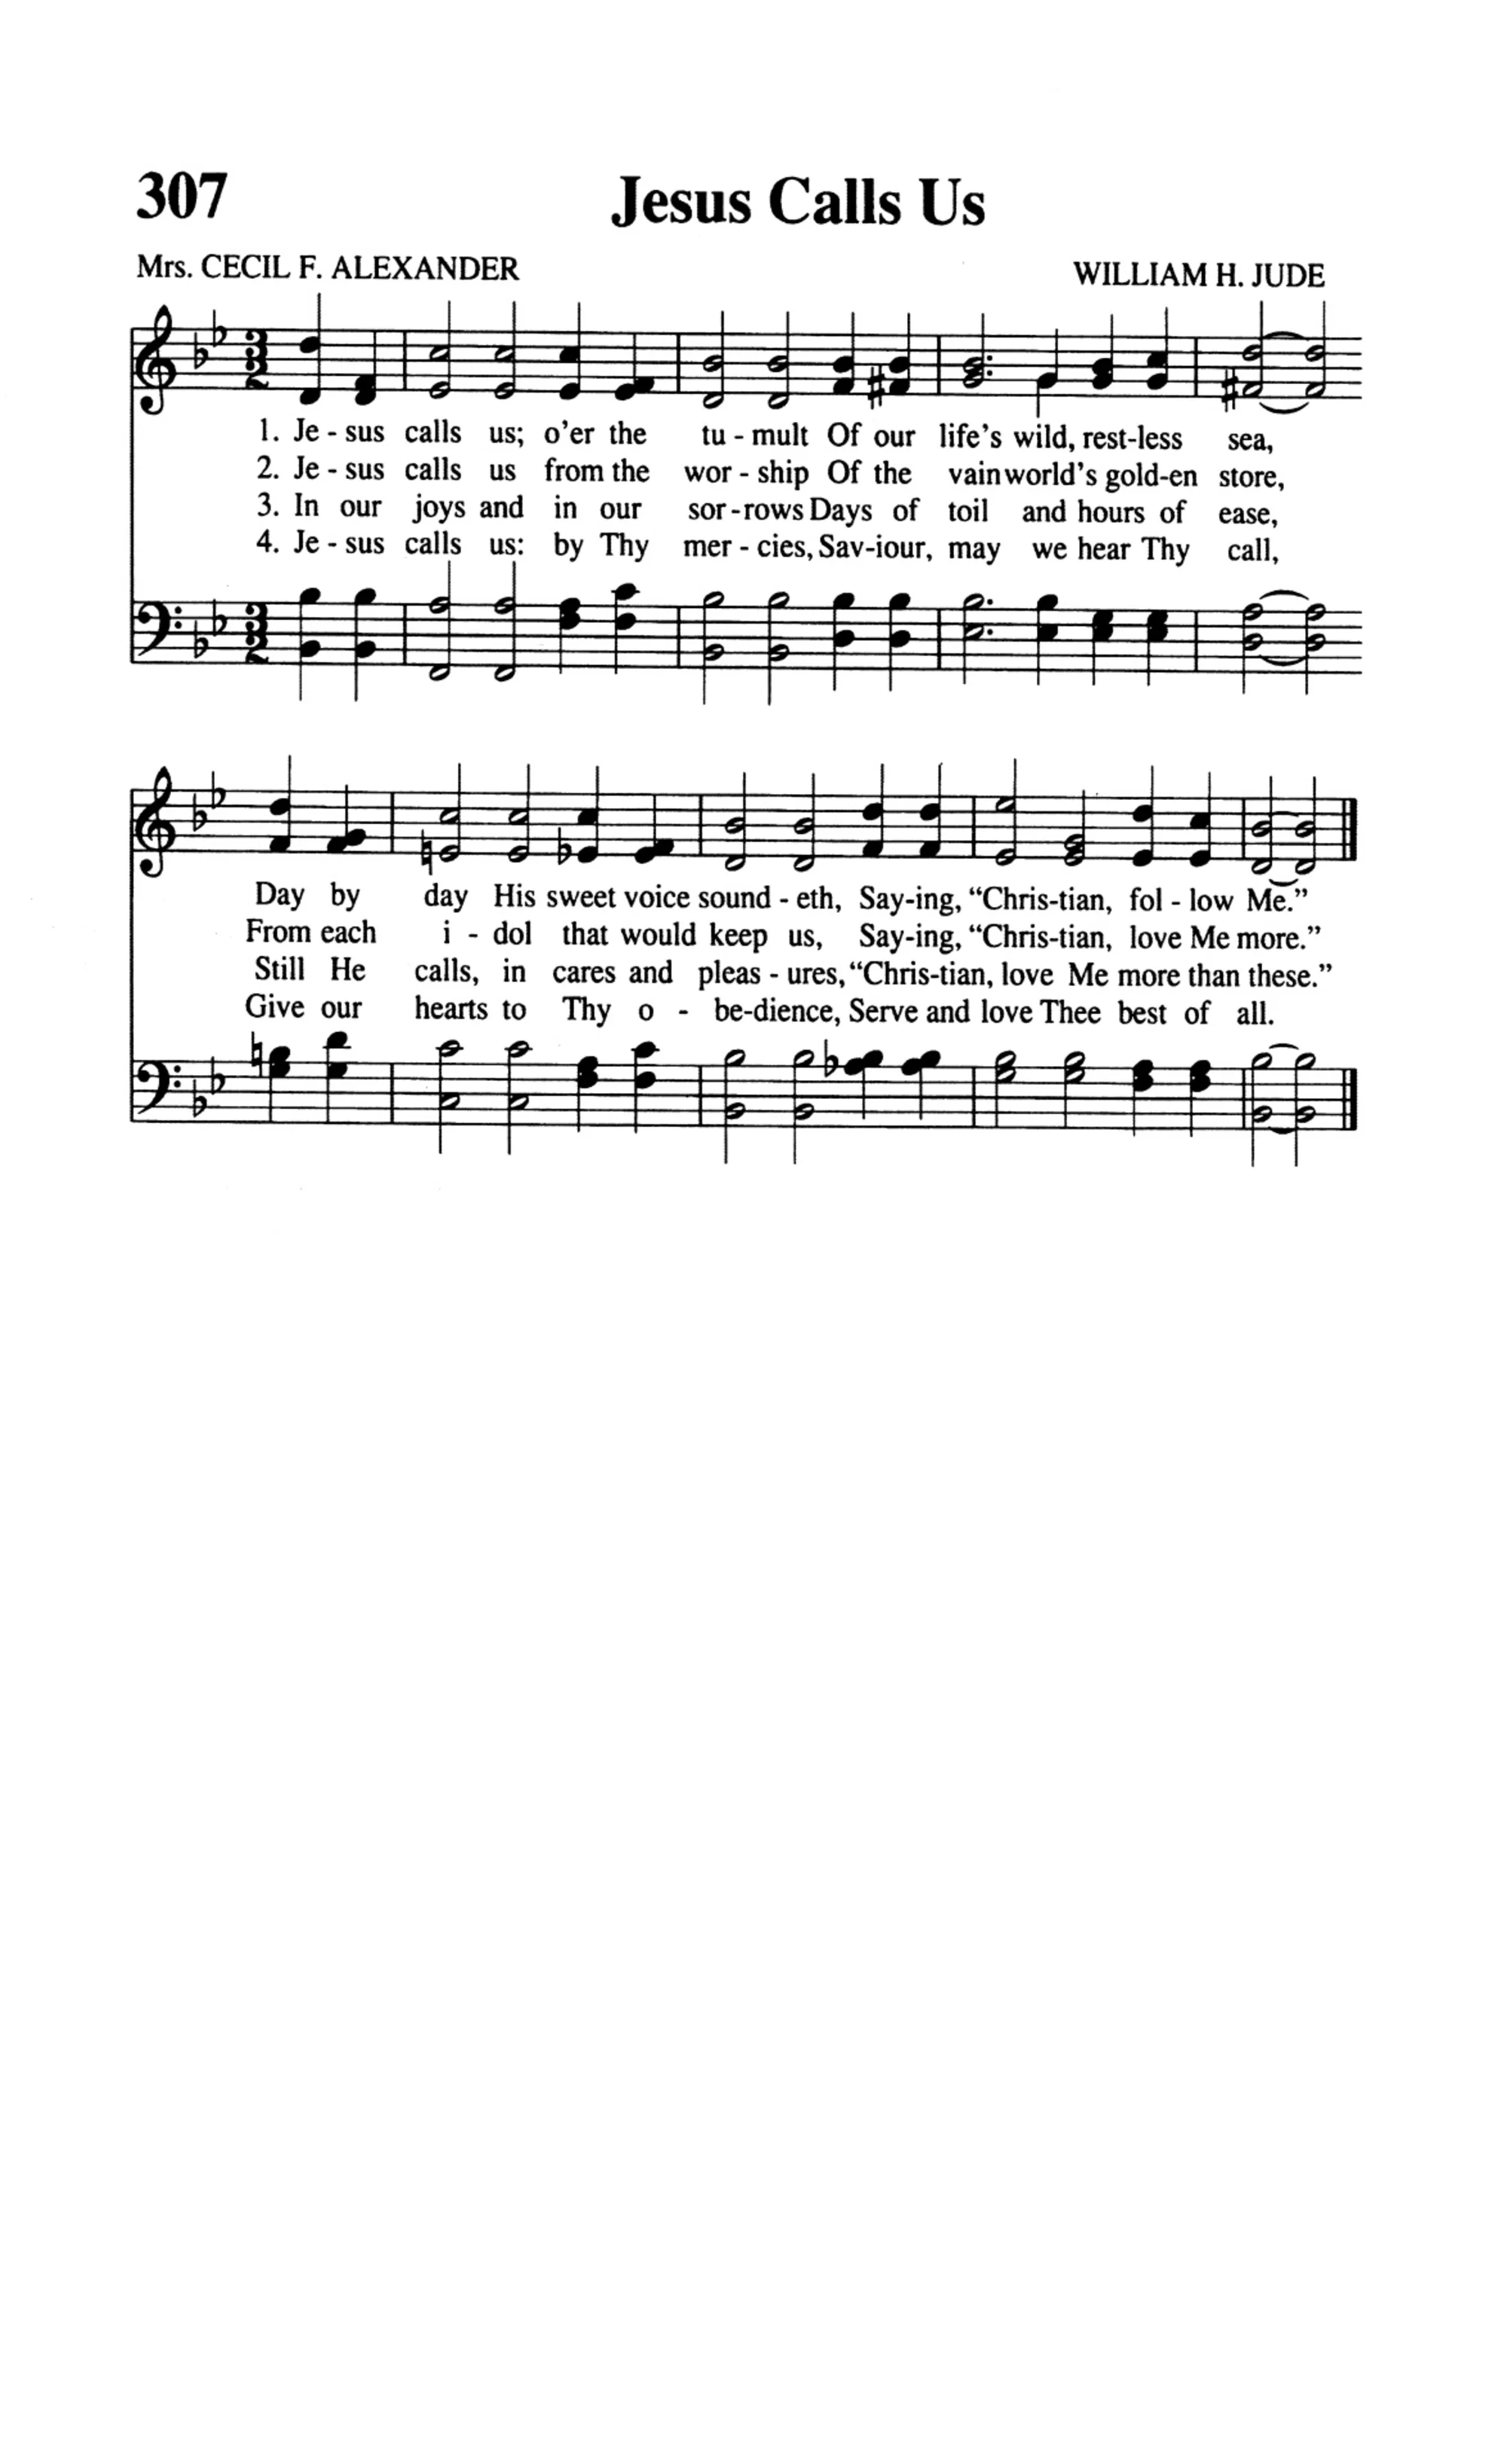 307 Jesus Calls Us
Mrs. CECIL F. ALEXANDER WILLIAM H. JUDE
1. Je - sus calls us; o'er the tu - mult Of our life's wild, rest-less sea,
2. Je - sus calls us from the wor - ship Of the vain world's gold-en store,
3. In our joys and in our sor - rows Days of toil and hours of ease,
4. Je - sus calls us: by Thy mer - cies, Sav-iour, may we hear Thy call,
Day by day His sweet voice sound - eth, Say-ing, “Chris-tian, fol - low Me.”
From each i - dol that would keep us, Say-ing, “Chris-tian, love Me more.”
Still He calls, in cares and pleas - ures, “Chris-tian, love Me more than these.”
Give our hearts to Thy o - be-dience, Serve and love Thee best of all.